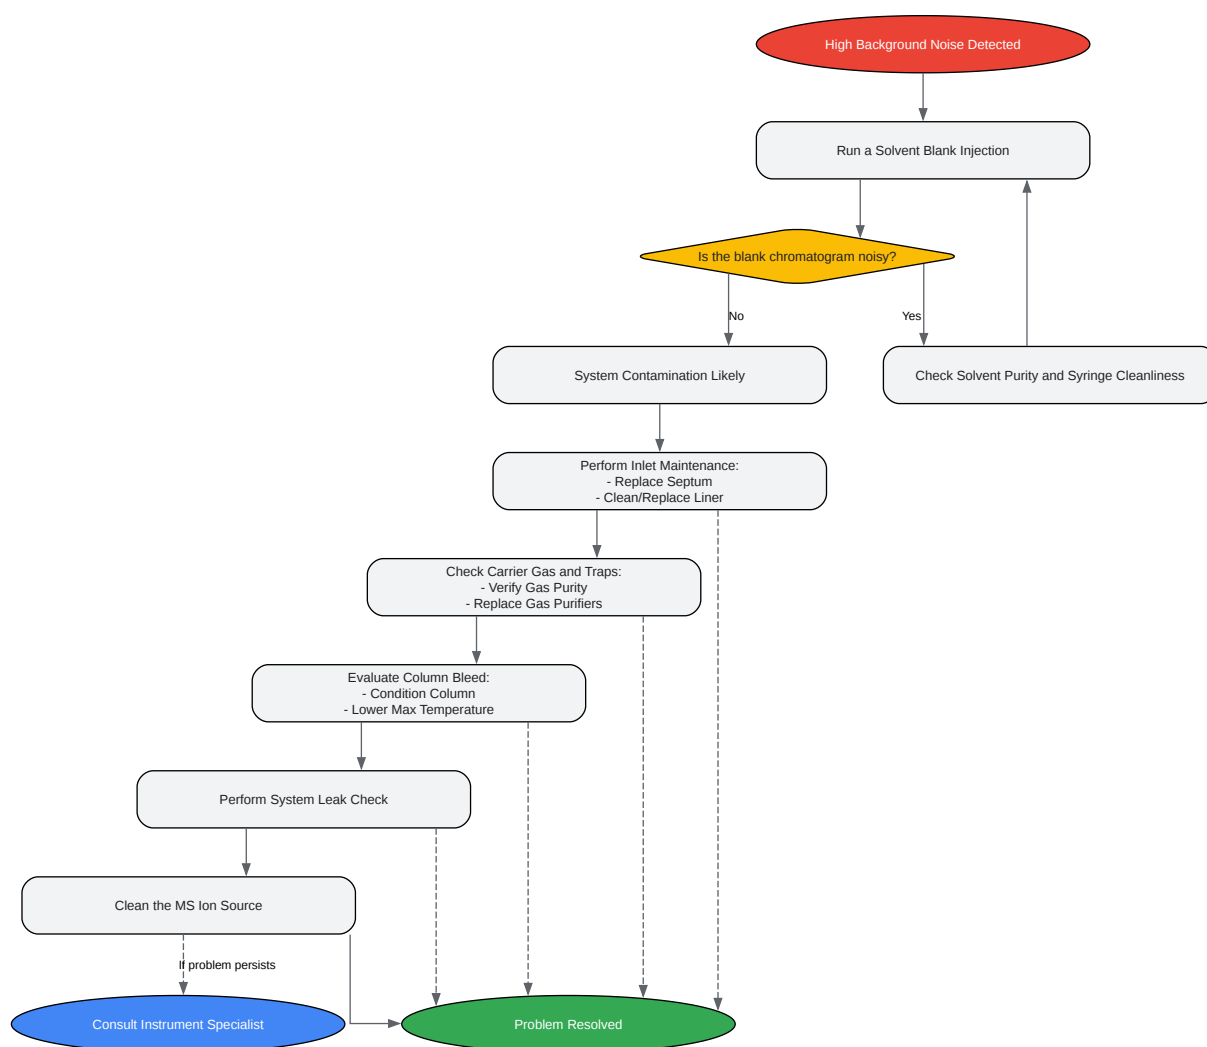 High Background Noise Detected
Run a Solvent Blank Injection
Is the blank chromatogram noisy?
No
Yes
System Contamination Likely
Check Solvent Purity and Syringe Cleanliness
Perform Inlet Maintenance:
- Replace Septum
- Clean/Replace Liner
Check Carrier Gas and Traps:
- Verify Gas Purity
- Replace Gas Purifiers
Evaluate Column Bleed:
- Condition Column
- Lower Max Temperature
Perform System Leak Check
Clean the MS Ion Source
If problem persists
Consult Instrument Specialist
Problem Resolved